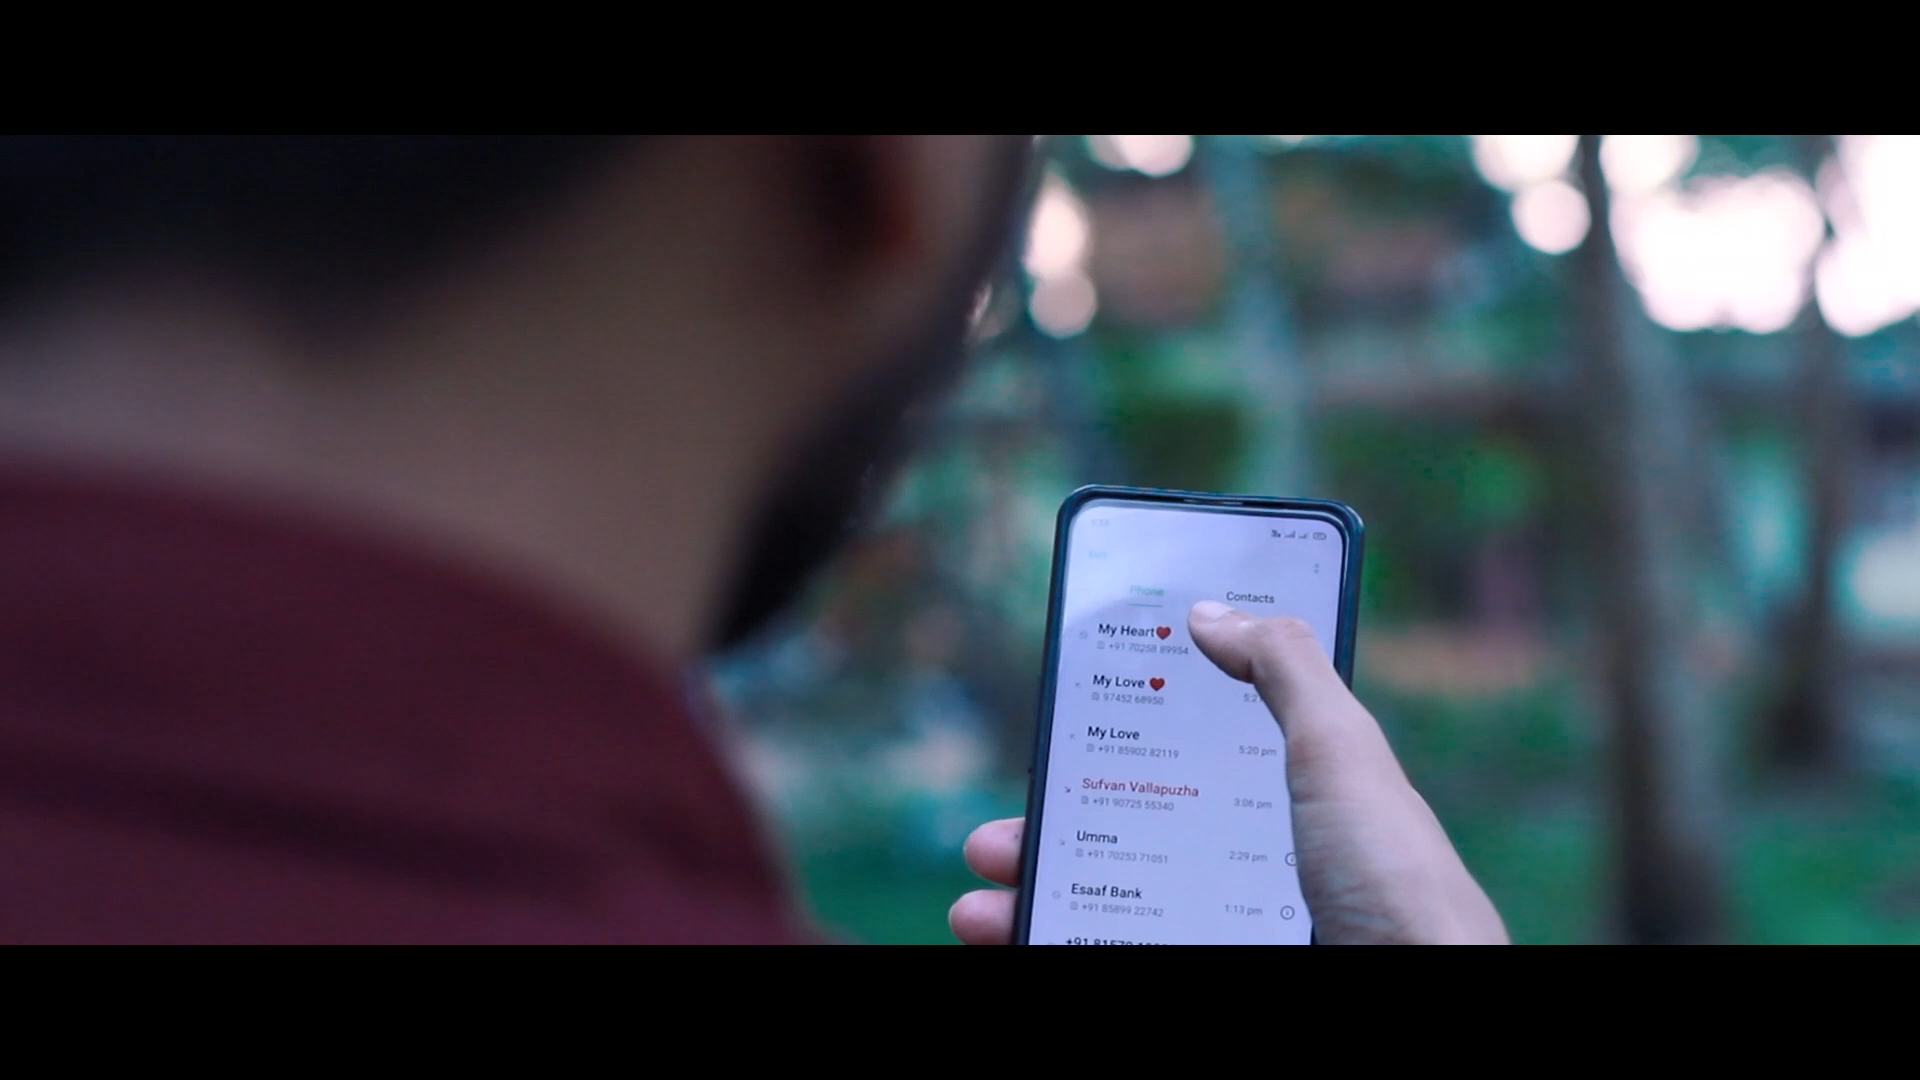 Phone
Contacts
My Heart❤️
+91 70258 89954
My Love ❤️
97452 68950
My Love
+91 85902 82119
5:20 pm
Sufvan Vallapuzha
+91 90725 55340
3:06 pm
Umma
+91 70253 71051
2:29 pm
Esaaf Bank
+91 85899 22742
1:13 pm